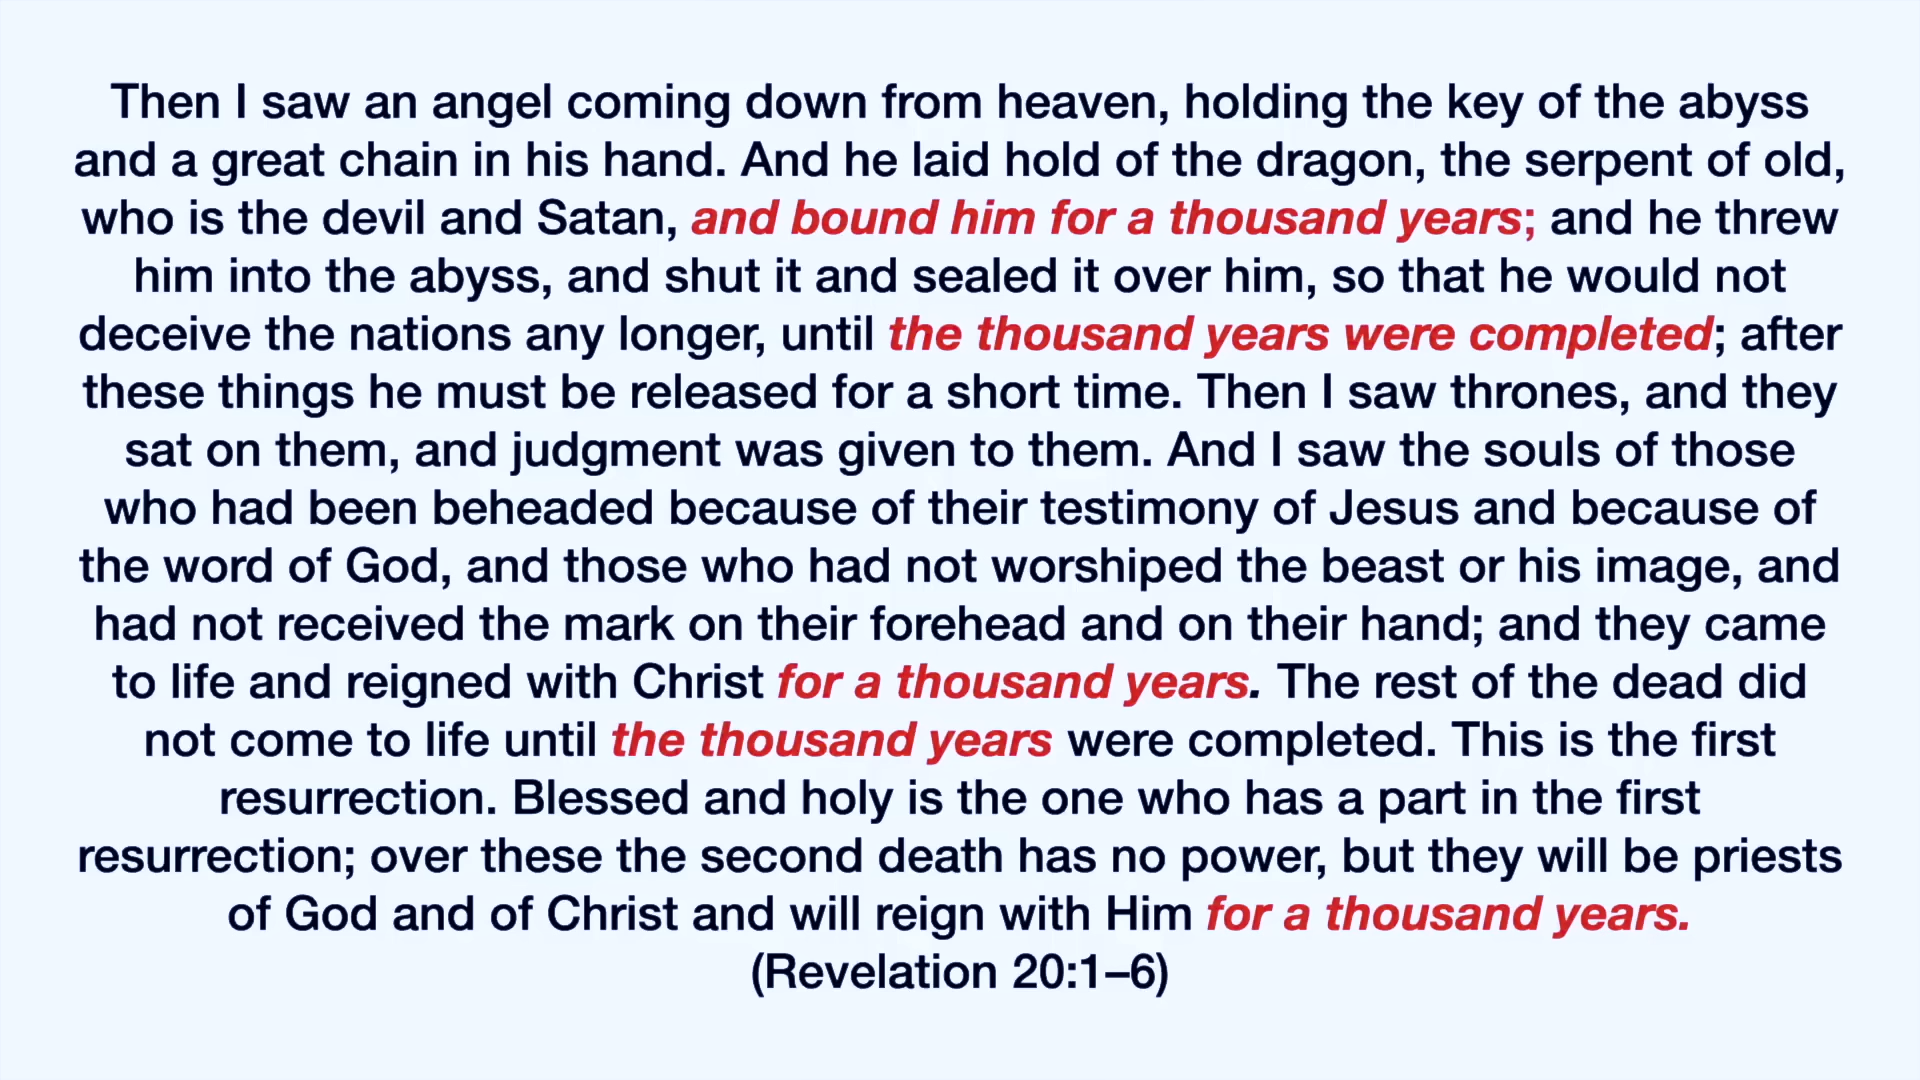 Then I saw an angel coming down from heaven, holding the key of the abyss
and a great chain in his hand. And he laid hold of the dragon, the serpent of old,
who is the devil and Satan, and bound him for a thousand years; and he threw
him into the abyss, and shut it and sealed it over him, so that he would not
deceive the nations any longer, until the thousand years were completed; after
these things he must be released for a short time. Then I saw thrones, and they
sat on them, and judgment was given to them. And I saw the souls of those
who had been beheaded because of their testimony of Jesus and because of
the word of God, and those who had not worshiped the beast or his image, and
had not received the mark on their forehead and on their hand; and they came
to life and reigned with Christ for a thousand years. The rest of the dead did
not come to life until the thousand years were completed. This is the first
resurrection. Blessed and holy is the one who has a part in the first
resurrection; over these the second death has no power, but they will be priests
of God and of Christ and will reign with Him for a thousand years.
(Revelation 20:1–6)